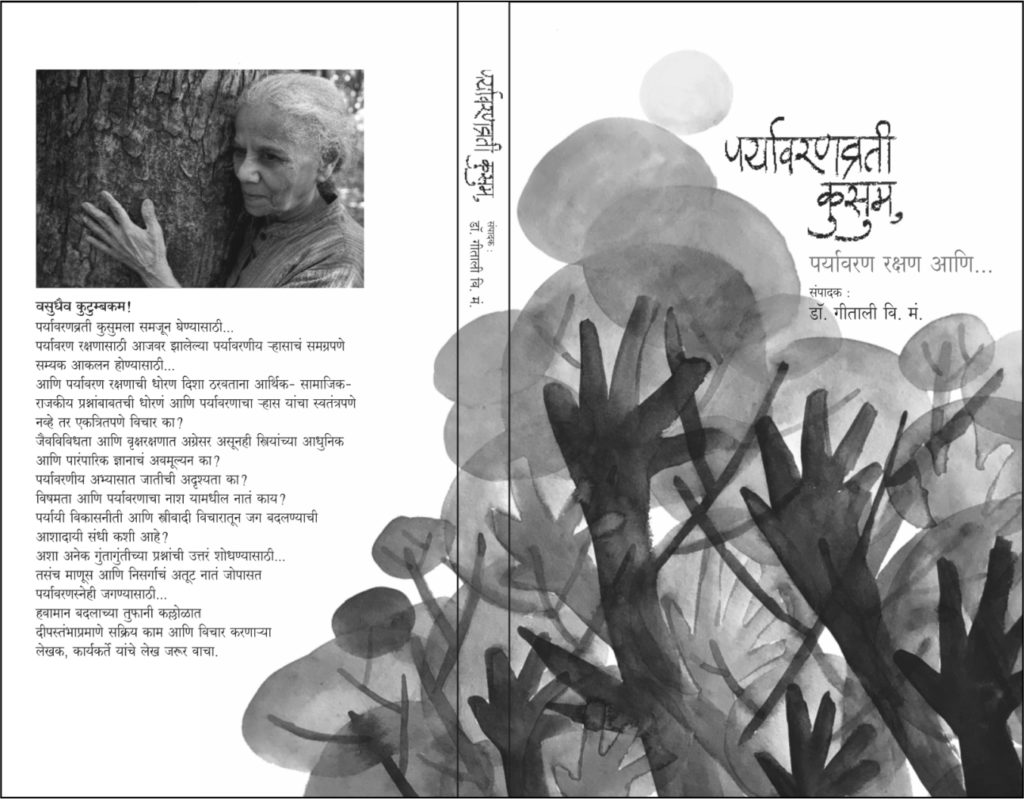 वसुधैव कुटुम्बकम!
पर्यावरणव्रती कुसुमला समजून घेण्यासाठी...
पर्यावरण रक्षणासाठी आजवर झालेल्या पर्यावरणीय ऱ्हासाचं समग्रपणे
सम्यक आकलन होण्यासाठी...
आणि पर्यावरण रक्षणाची धोरण दिशा ठरवताना आर्थिक- सामाजिक-
राजकीय प्रश्नांबाबतची धोरणं आणि पर्यावरणाचा ऱ्हास यांचा स्वतंत्रपणे
नव्हे तर एकत्रितपणे विचार का?
जैवविविधता आणि वृक्षरक्षणात अग्रेसर असूनही स्त्रियांच्या आधुनिक
आणि पारंपारिक ज्ञानाचं अवमूल्यन का?
पर्यावरणीय अभ्यासात जातीची अदृश्यता का?
विषमता आणि पर्यावरणाचा नाश यामधील नातं काय?
पर्यायी विकासनीती आणि स्त्रीवादी विचारातून जग बदलण्याची
आशादायी संधी कशी आहे?
अशा अनेक गुंतागुंतीच्या प्रश्नांची उत्तरं शोधण्यासाठी...
तसंच माणूस आणि निसर्गाचं अतूट नातं जोपासत
पर्यावरणस्नेही जगण्यासाठी...
हवामान बदलाच्या तुफानी कल्लोळात
दीपस्तंभाप्रमाणे सक्रिय काम आणि विचार करणाऱ्या
लेखक, कार्यकर्ते यांचे लेख जरूर वाचा.
पर्यावरणव्रती कुसुम
संपादक :
डॉ. गीताली वि. मं.
पर्यावरणव्रती
कुसुम
पर्यावरण रक्षण आणि...
संपादक :
डॉ. गीताली वि. मं.